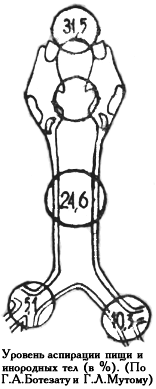 31,5
24,6
51
10,3
Уровень аспирации пищи и
инородных тел (в %). (По
Г.А.Ботезату и Г.Л.Мутому)